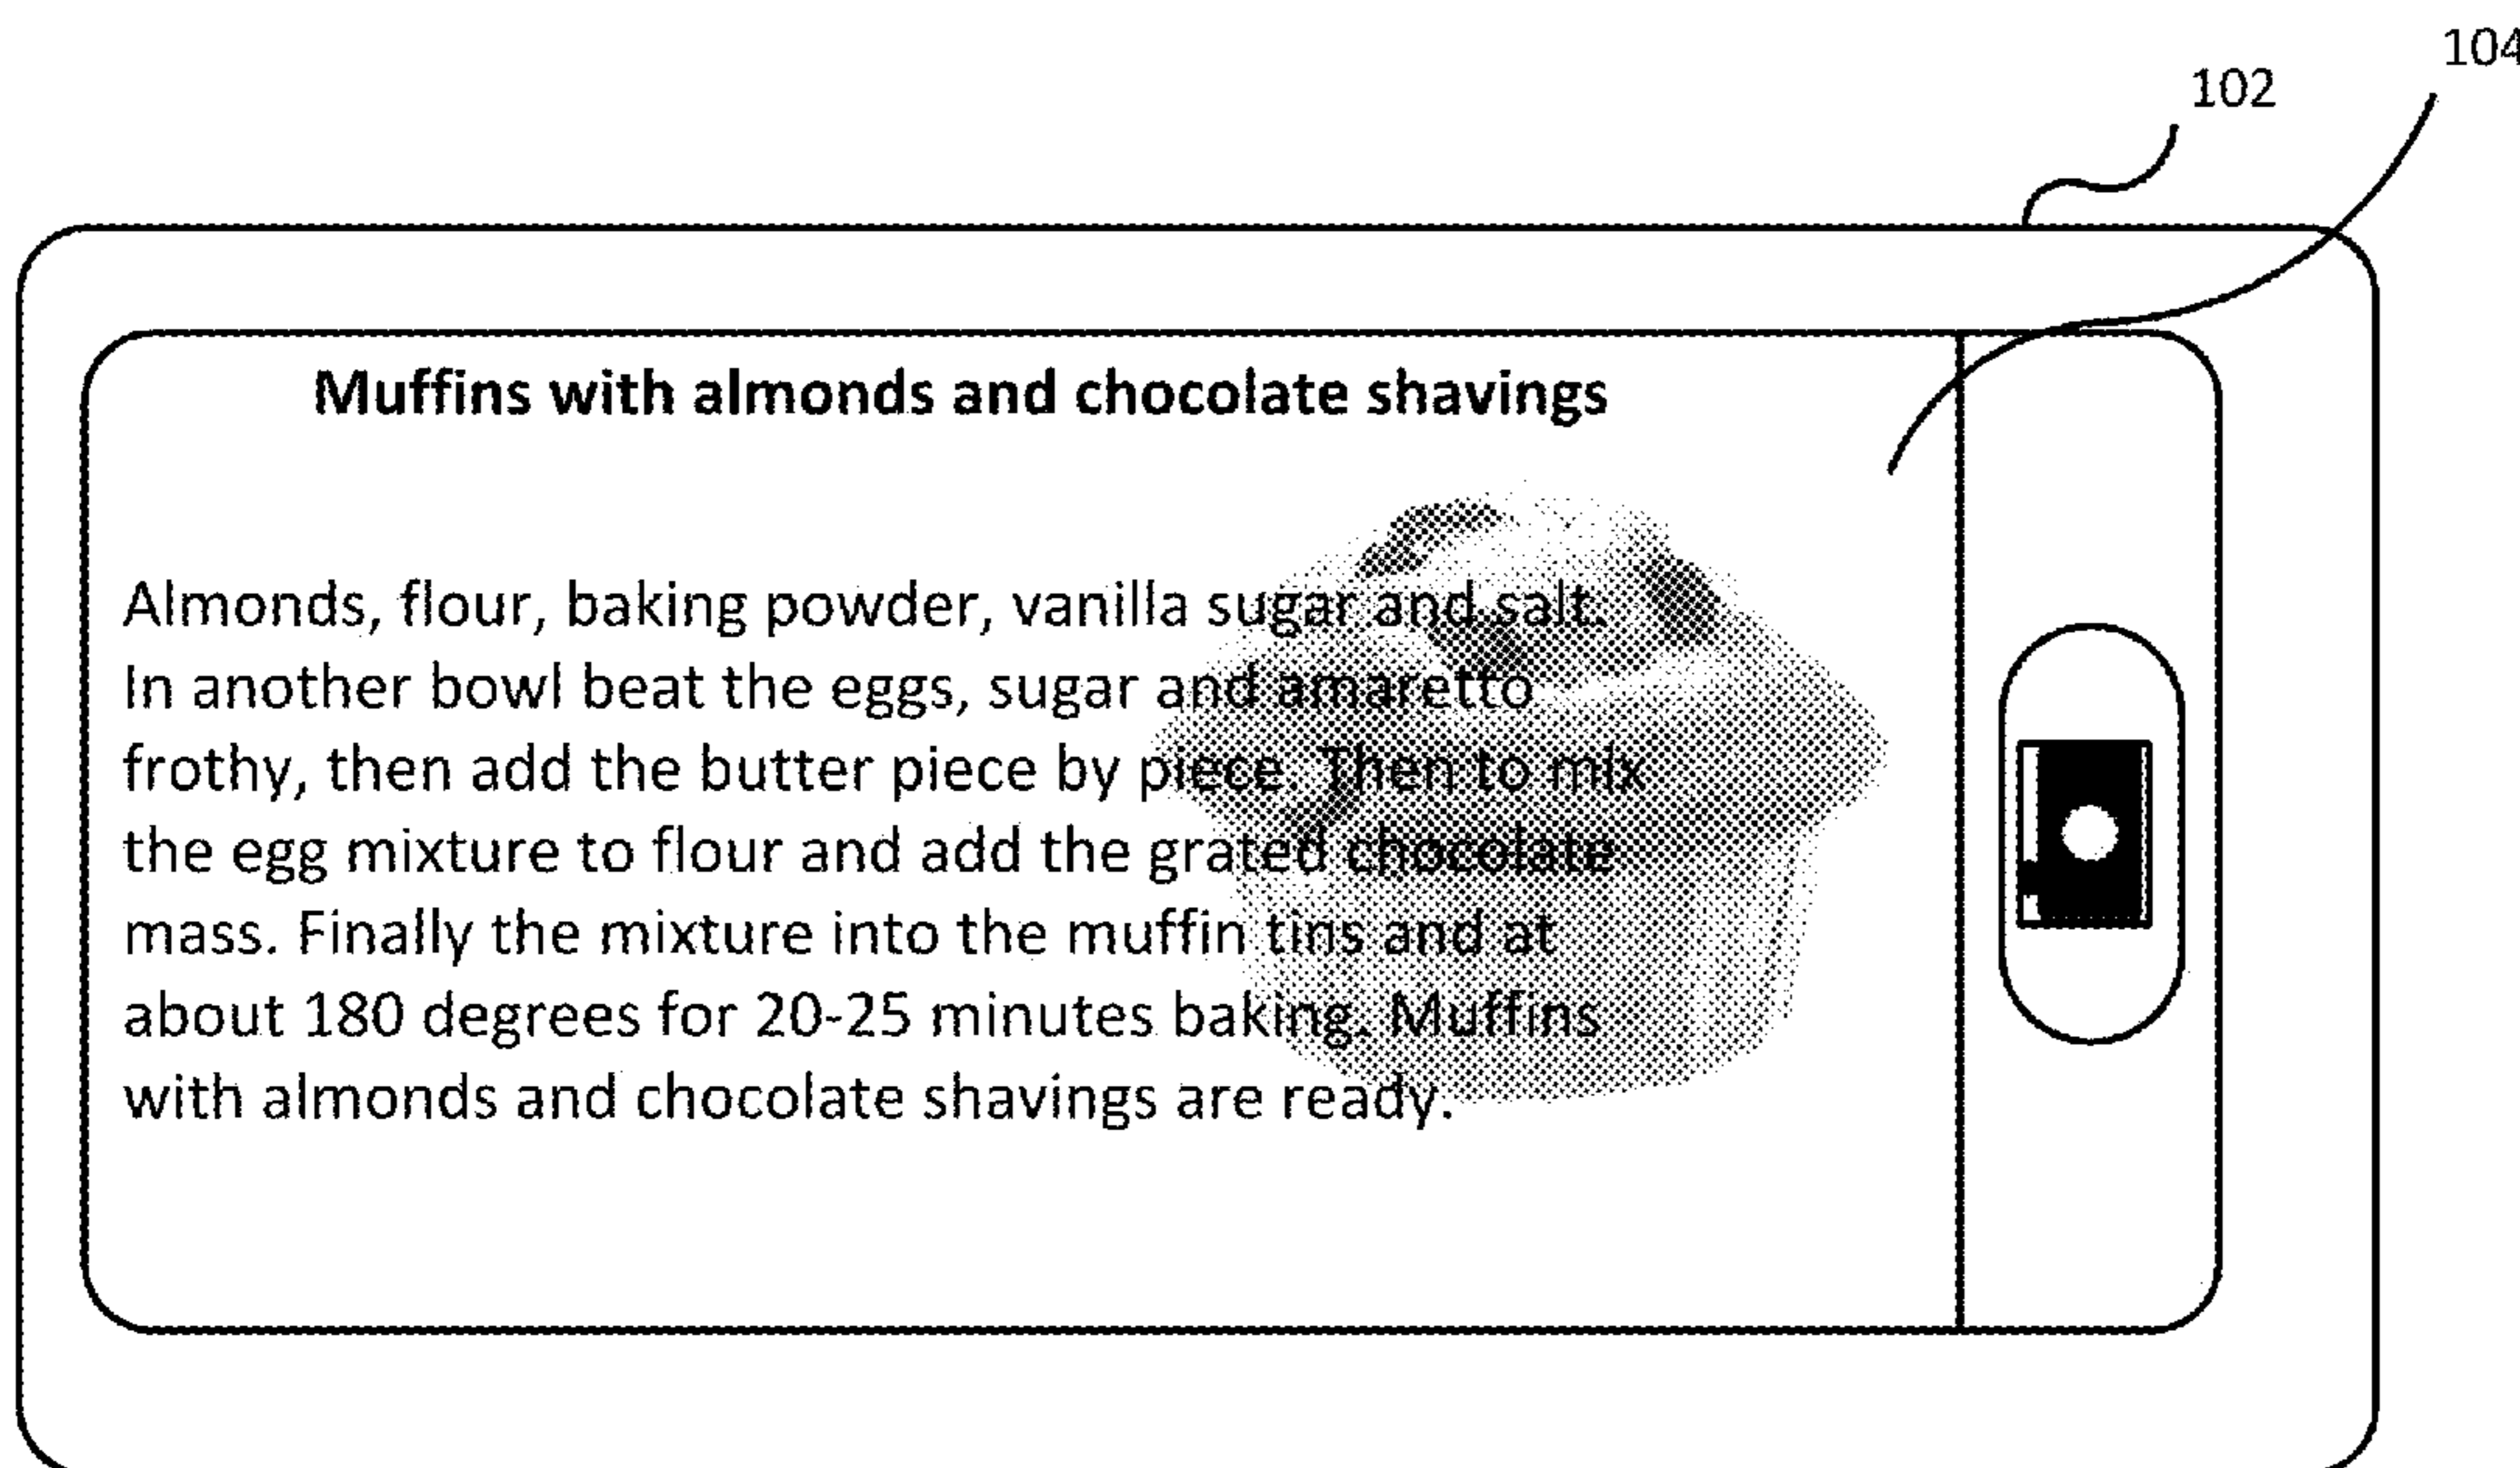 104
102
Muffins with almonds and chocolate shavings
Almonds, flour, baking powder, vanilla sugar and salt.
In another bowl beat the eggs, sugar and amaretto
frothy, then add the butter piece by piece. Then to mix
the egg mixture to flour and add the grated chocolate
mass. Finally the mixture into the muffin tins and at
about 180 degrees for 20-25 minutes baking. Muffins
with almonds and chocolate shavings are ready.